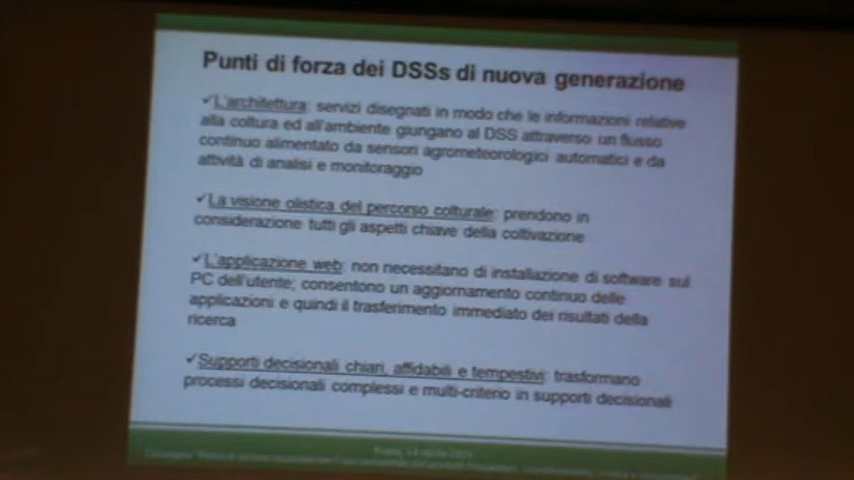 Punti di forza dei DSSs di nuova generazione
✓L'architettura: servizi disegnati in modo che le informazioni relative
alla coltura ed all'ambiente giungano al DSS attraverso un flusso
continuo alimentato da sensori agrometeorologici automatici e da
attività di analisi e monitoraggio
✓La visione olistica del percorso colturale: prendono in
considerazione tutti gli aspetti chiave della coltivazione
✓L'applicazione web: non necessitano di installazione di software sul
PC dell'utente; consentono un aggiornamento continuo delle
applicazioni e quindi il trasferimento immediato dei risultati della
ricerca
✓Supporti decisionali chiari, affidabili e tempestivi: trasformano
processi decisionali complessi e multi-criterio in supporti decisionali